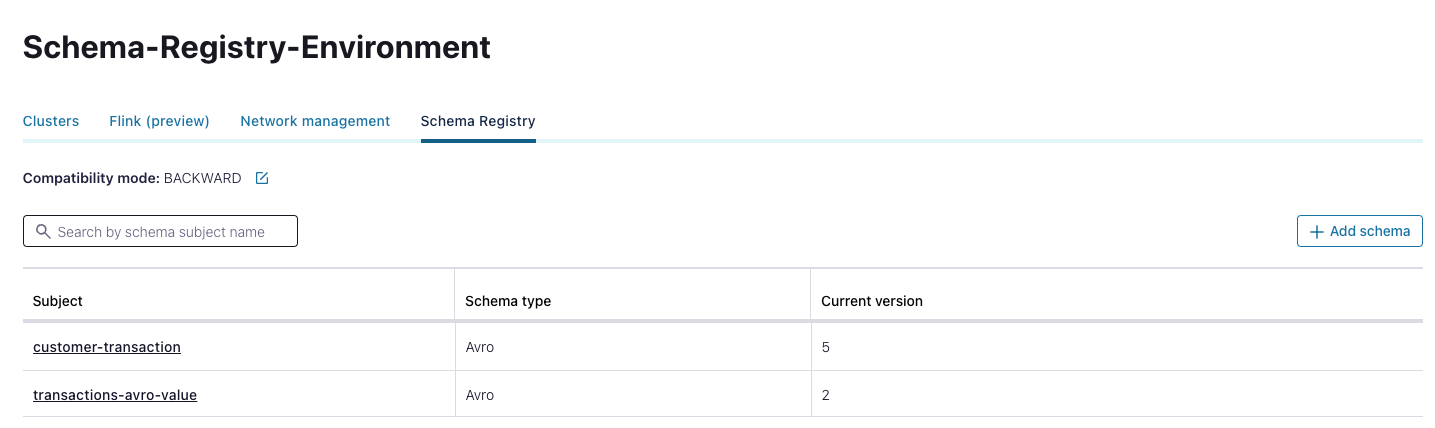 Schema-Registry-Environment
Clusters Flink (preview) Network management Schema Registry
Compatibility mode: BACKWARD
Search by schema subject name
Add schema
Subject Schema type Current version
customer-transaction Avro 5
transactions-avro-value Avro 2